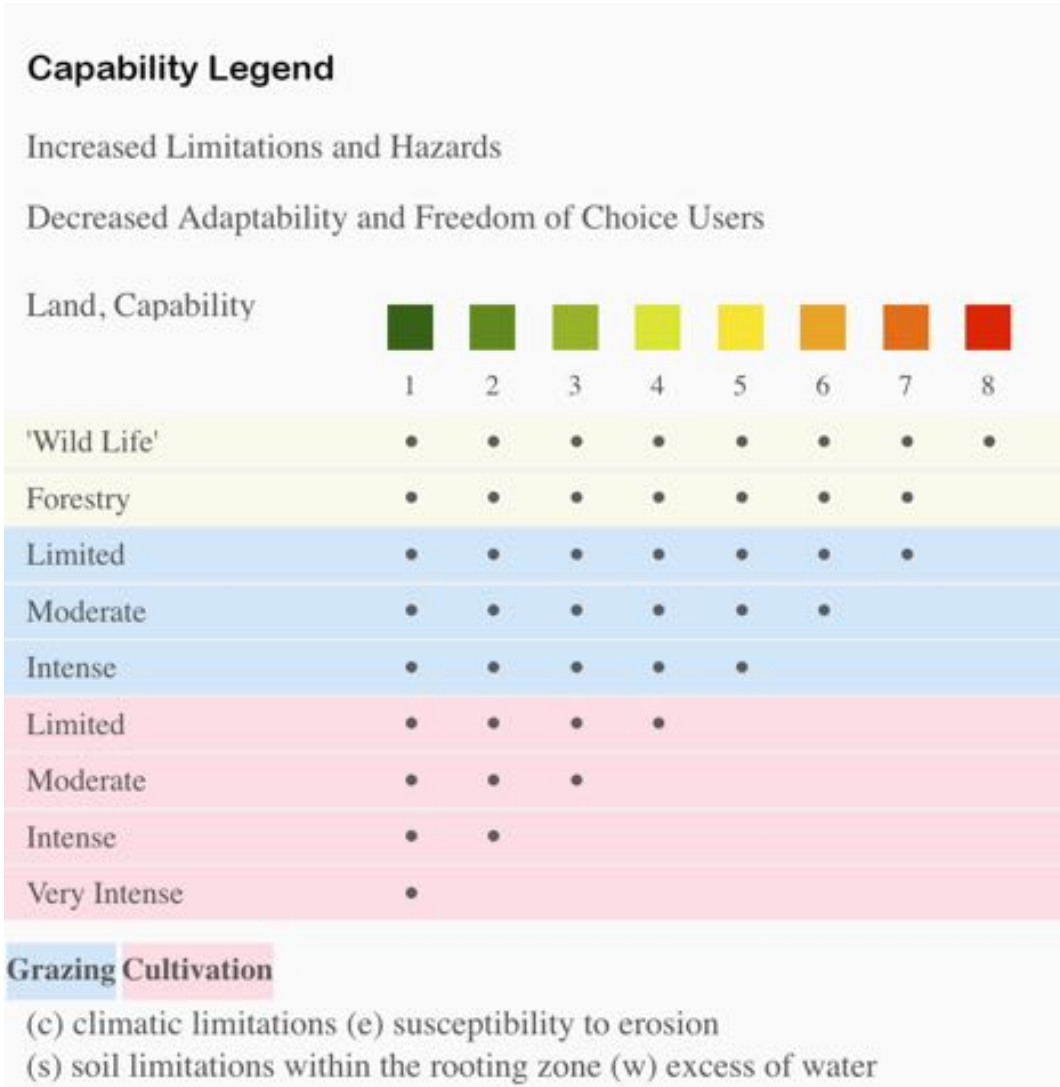 Capability Legend
Increased Limitations and Hazards
Decreased Adaptability and Freedom of Choice Users
Land, Capability
1 2 3 4 5 6 7 8
'Wild Life'
Forestry
Limited
Moderate
Intense
Limited
Moderate
Intense
Very Intense
Grazing Cultivation
(c) climatic limitations (e) susceptibility to erosion
(s) soil limitations within the rooting zone (w) excess of water